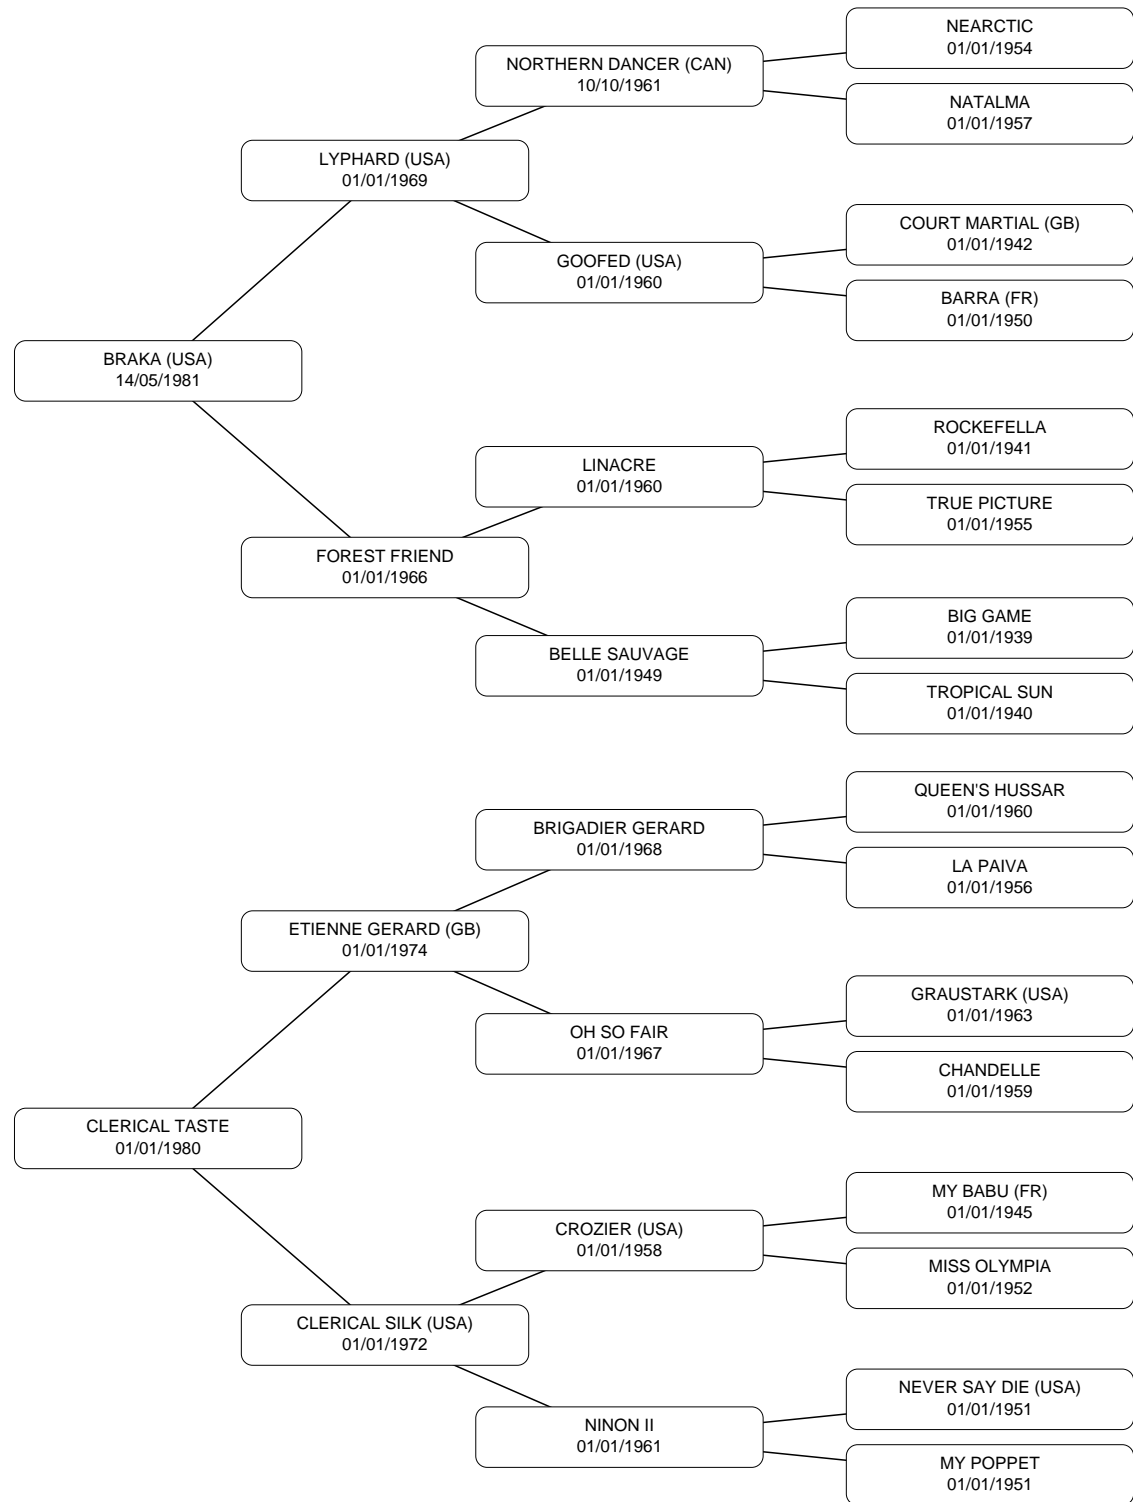 NEARCTIC
01/01/1954
NORTHERN DANCER (CAN)
10/10/1961
NATALMA
01/01/1957
LYPHARD (USA)
01/01/1969
COURT MARTIAL (GB)
01/01/1942
GOOFED (USA)
01/01/1960
BARRA (FR)
01/01/1950
BRAKA (USA)
14/05/1981
ROCKEFELLA
01/01/1941
LINACRE
01/01/1960
TRUE PICTURE
01/01/1955
FOREST FRIEND
01/01/1966
BIG GAME
01/01/1939
BELLE SAUVAGE
01/01/1949
TROPICAL SUN
01/01/1940
QUEEN'S HUSSAR
01/01/1960
BRIGADIER GERARD
01/01/1968
LA PAIVA
01/01/1956
ETIENNE GERARD (GB)
01/01/1974
GRAUSTARK (USA)
01/01/1963
OH SO FAIR
01/01/1967
CHANDELLE
01/01/1959
CLERICAL TASTE
01/01/1980
MY BABU (FR)
01/01/1945
CROZIER (USA)
01/01/1958
MISS OLYMPIA
01/01/1952
CLERICAL SILK (USA)
01/01/1972
NEVER SAY DIE (USA)
01/01/1951
NINON II
01/01/1961
MY POPPET
01/01/1951